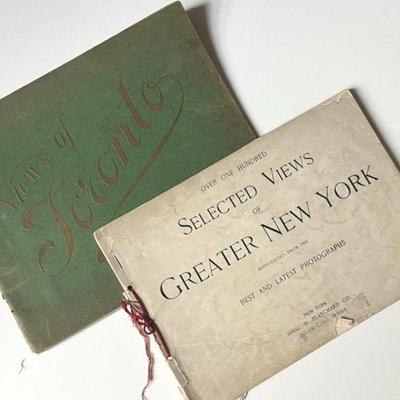 Views of
Toronto
OVER ONE HUNDRED
SELECTED VIEWS
OF
GREATER NEW YORK
REPRODUCED FROM THE
BEST AND LATEST PHOTOGRAPHS
NEW YORK
ISAAC H. BLANCHARD CO.